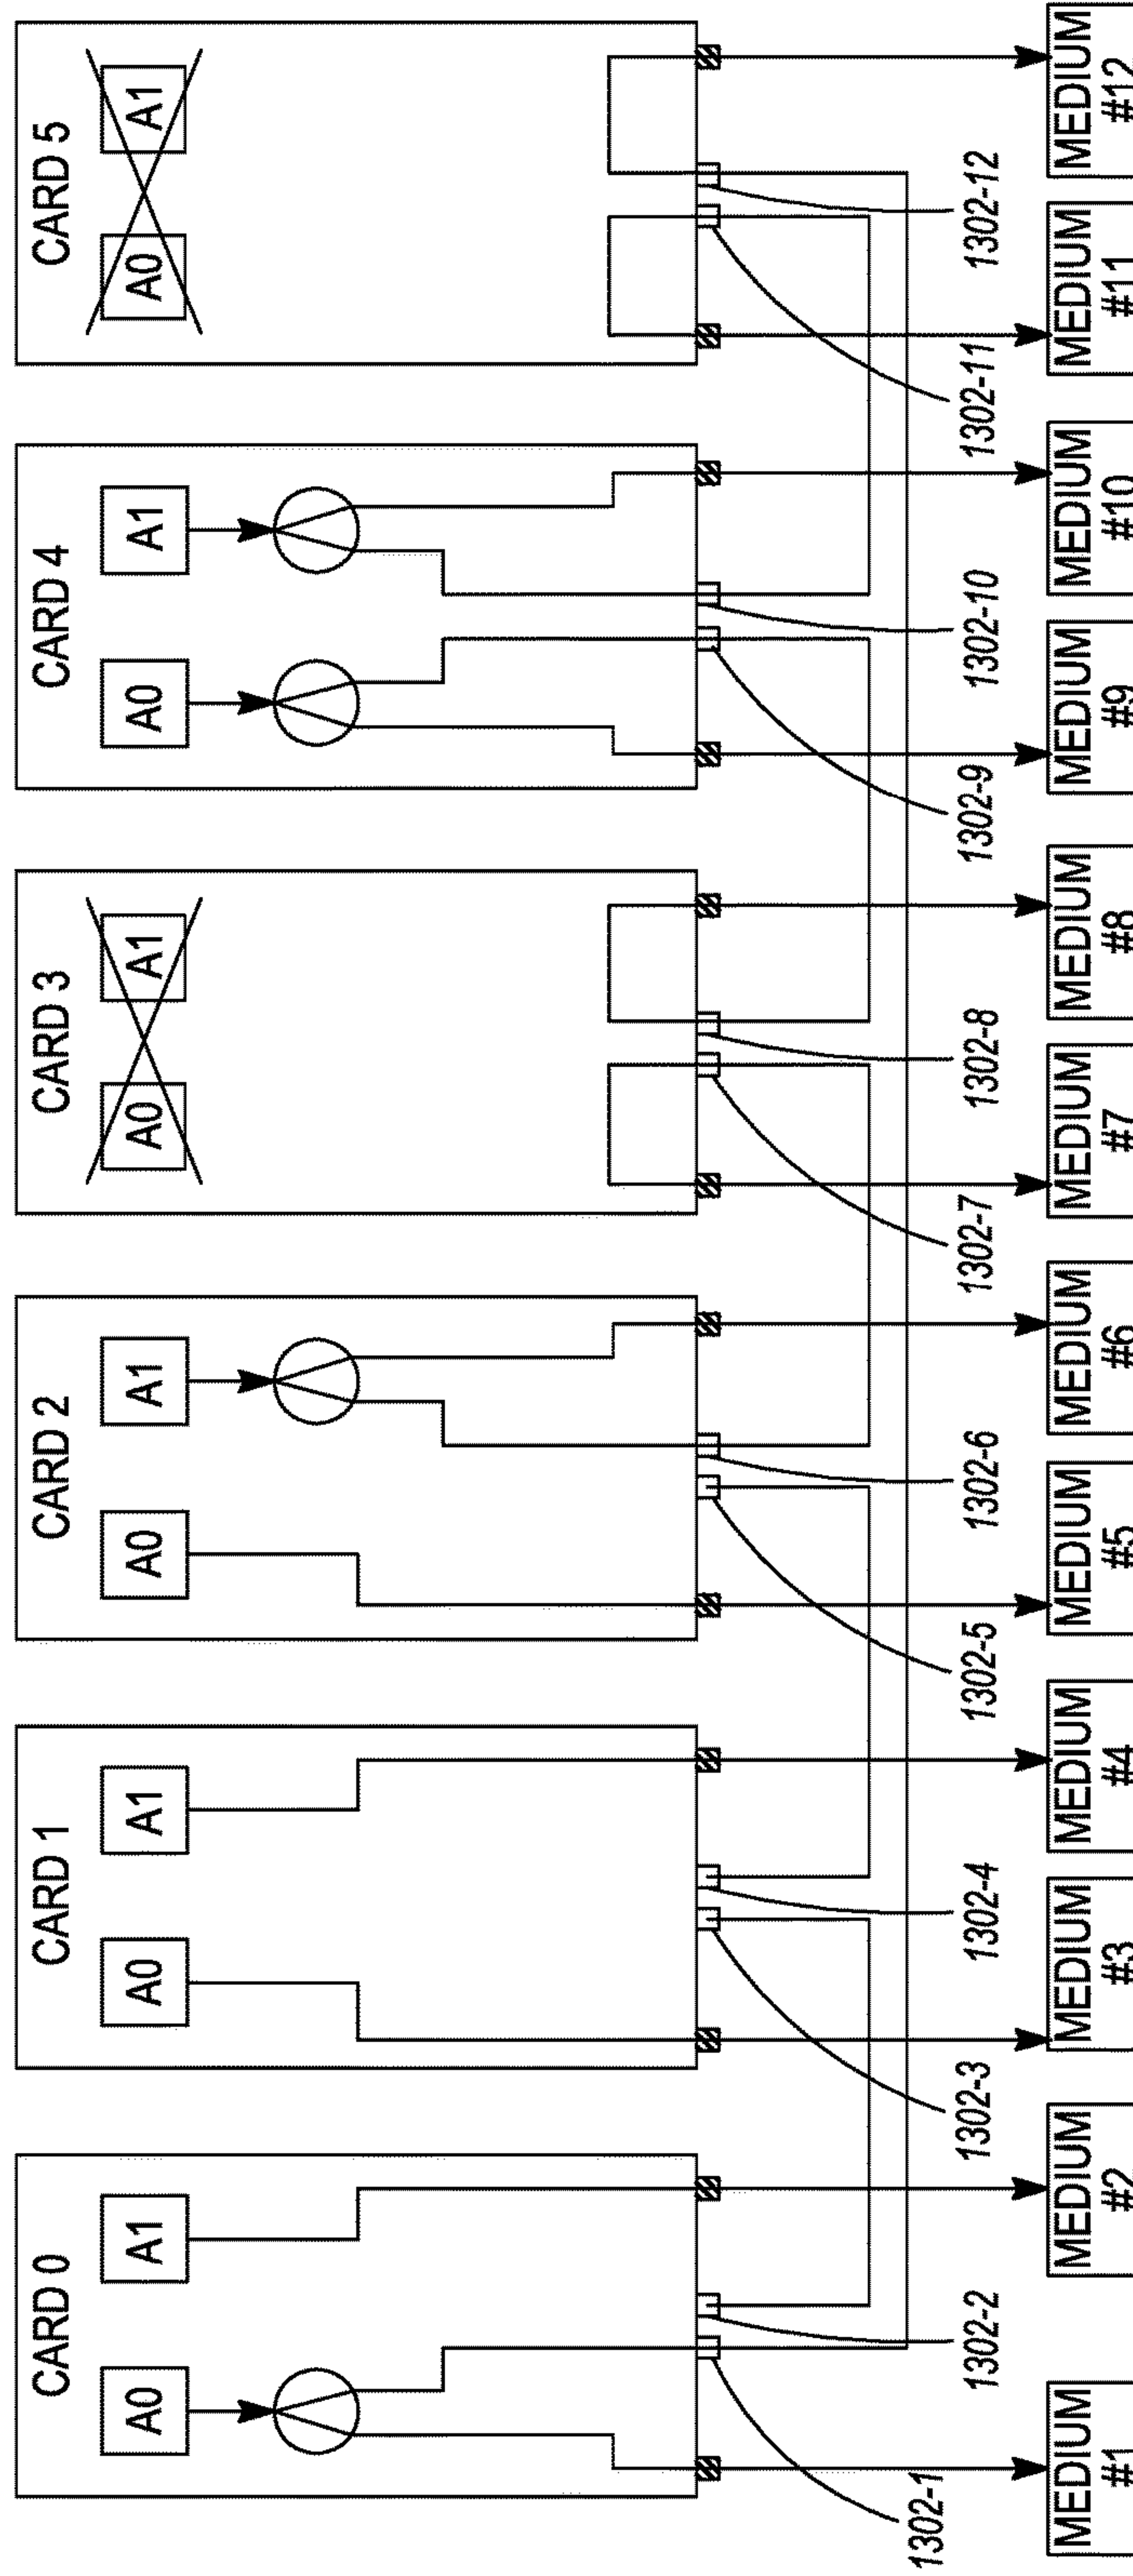 CARD 0
A0
A1
1302-1
1302-2
MEDIUM
#1
MEDIUM
#2
CARD 1
A0
A1
1302-3
1302-4
MEDIUM
#3
MEDIUM
#4
CARD 2
A0
A1
1302-5
1302-6
MEDIUM
#5
MEDIUM
#6
CARD 3
A0
A1
1302-7
1302-8
MEDIUM
#7
MEDIUM
#8
CARD 4
A0
A1
1302-9
1302-10
MEDIUM
#9
MEDIUM
#10
CARD 5
A0
A1
1302-11
1302-12
MEDIUM
#11
MEDIUM
#12